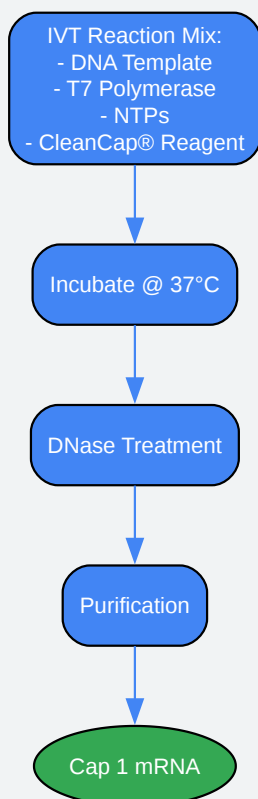 IVT Reaction Mix:
- DNA Template
- T7 Polymerase
- NTPs
- CleanCap® Reagent
Incubate @ 37°C
DNase Treatment
Purification
Cap 1 mRNA